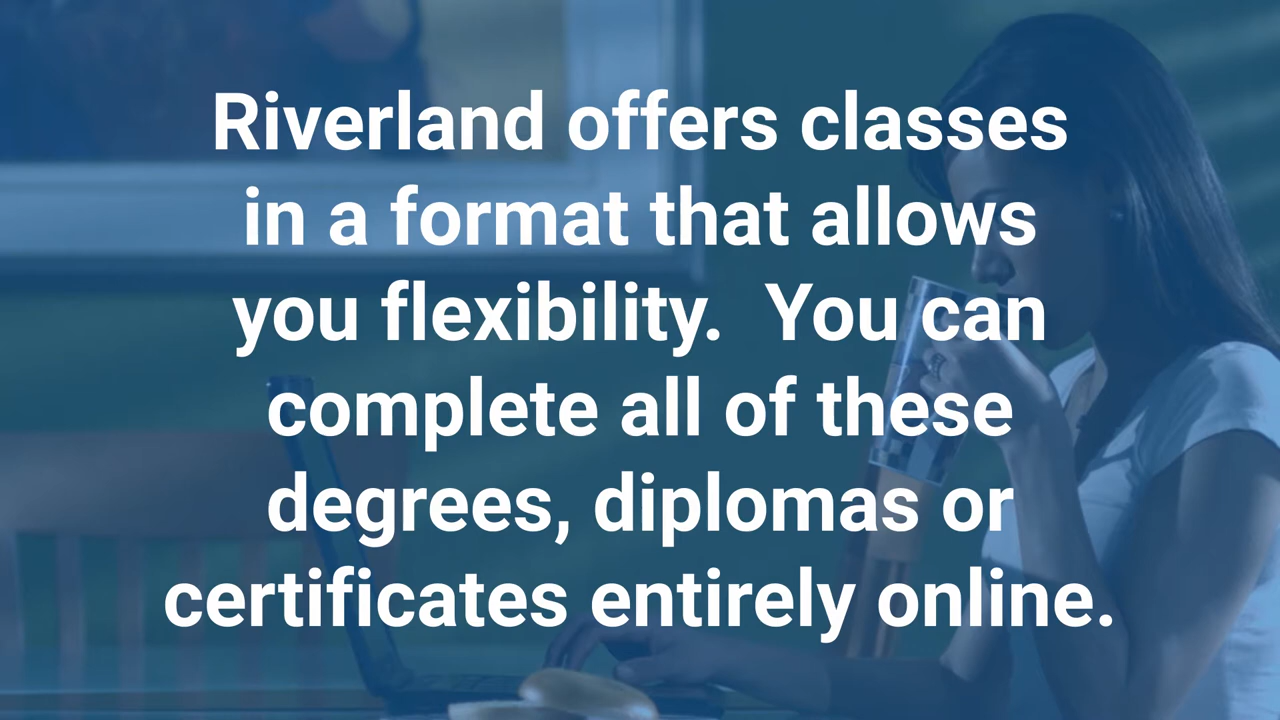 Riverland offers classes
in a format that allows
you flexibility.  You can
complete all of these
degrees, diplomas or
certificates entirely online.